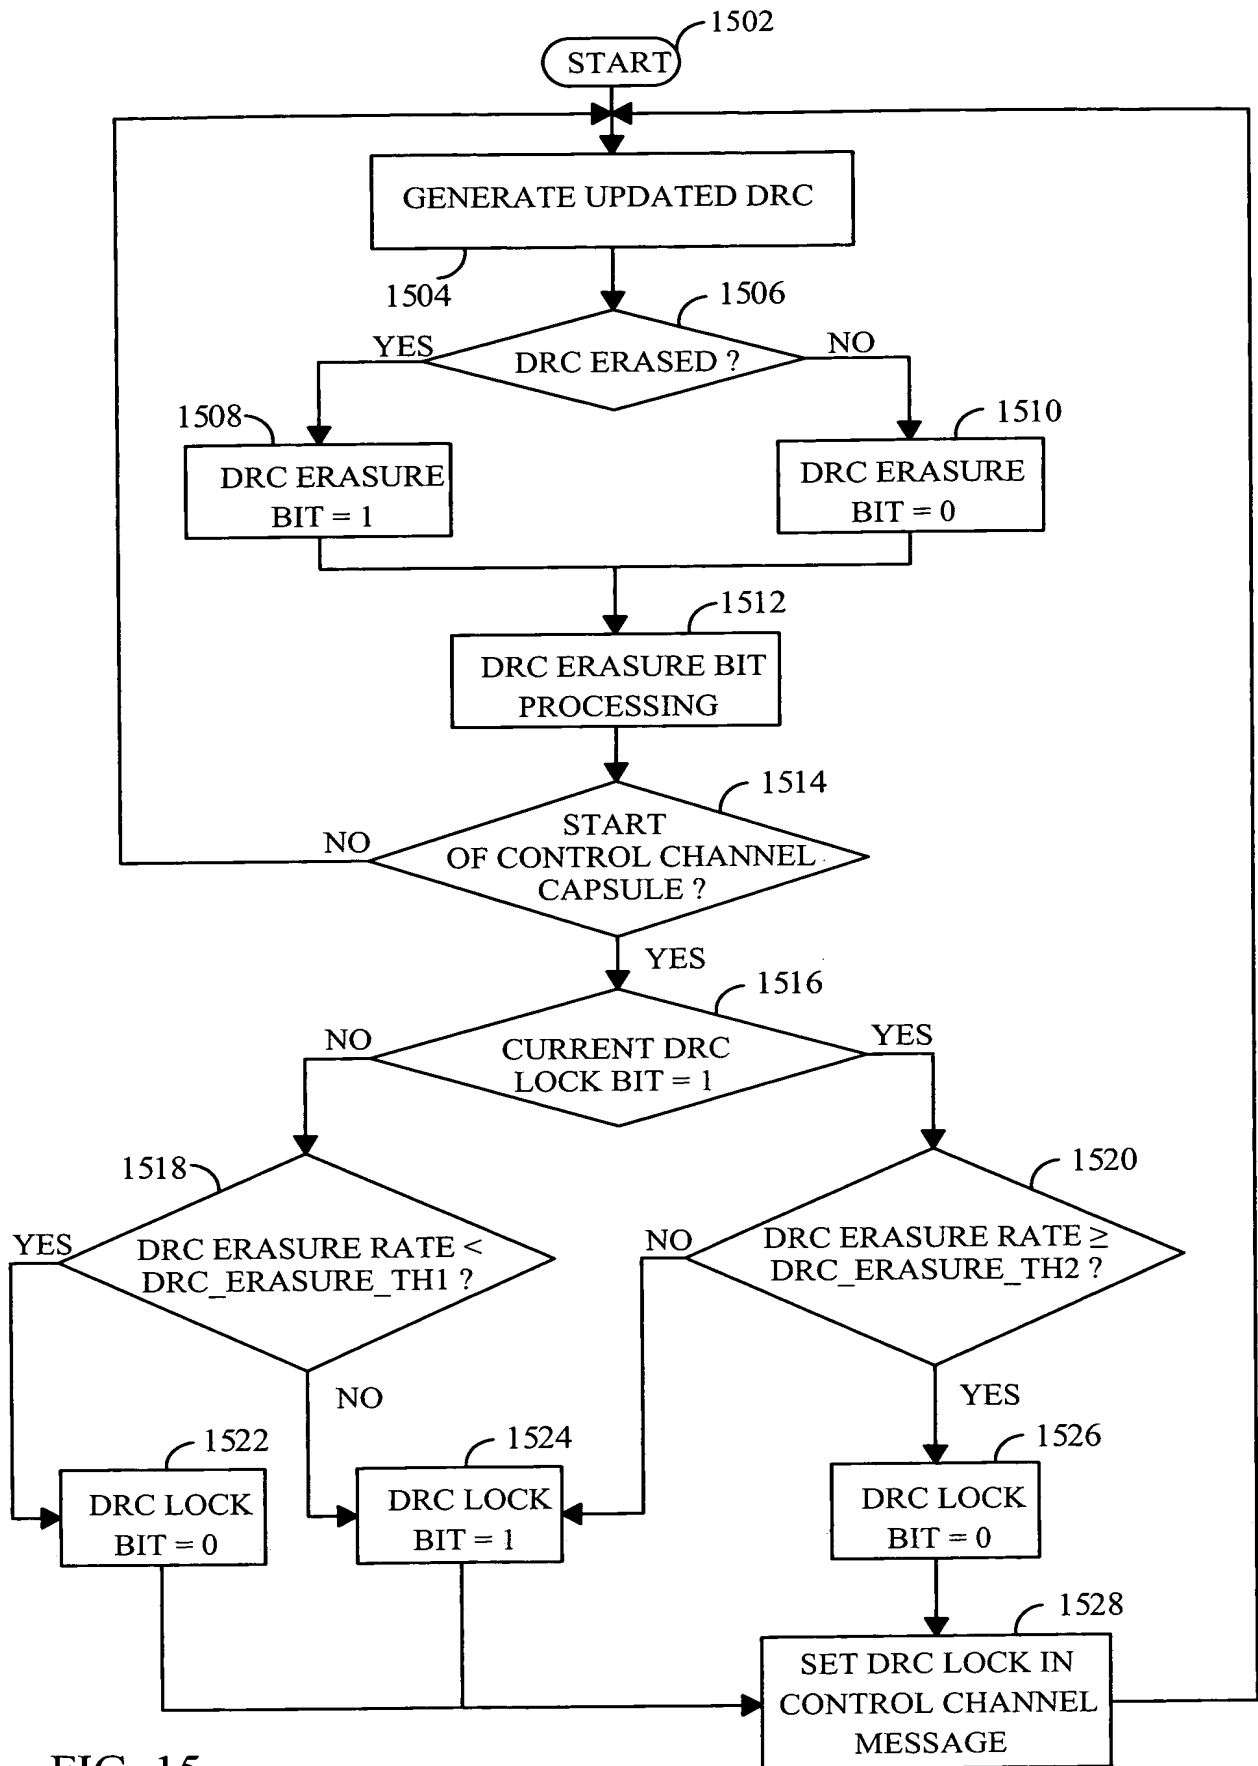 1502
START
GENERATE UPDATED DRC
1504
1506
YES
DRC ERASED ?
NO
1508
1510
DRC ERASURE
BIT = 1
DRC ERASURE
BIT = 0
1512
DRC ERASURE BIT
PROCESSING
1514
START
OF CONTROL CHANNEL
CAPSULE ?
NO
YES
1516
NO
CURRENT DRC
LOCK BIT = 1
YES
1518
1520
YES
DRC ERASURE RATE <
DRC_ERASURE_TH1 ?
NO
DRC ERASURE RATE ≥
DRC_ERASURE_TH2 ?
NO
YES
1522
1524
1526
DRC LOCK
BIT = 0
DRC LOCK
BIT = 1
DRC LOCK
BIT = 0
1528
SET DRC LOCK IN
CONTROL CHANNEL
MESSAGE
FIG. 15